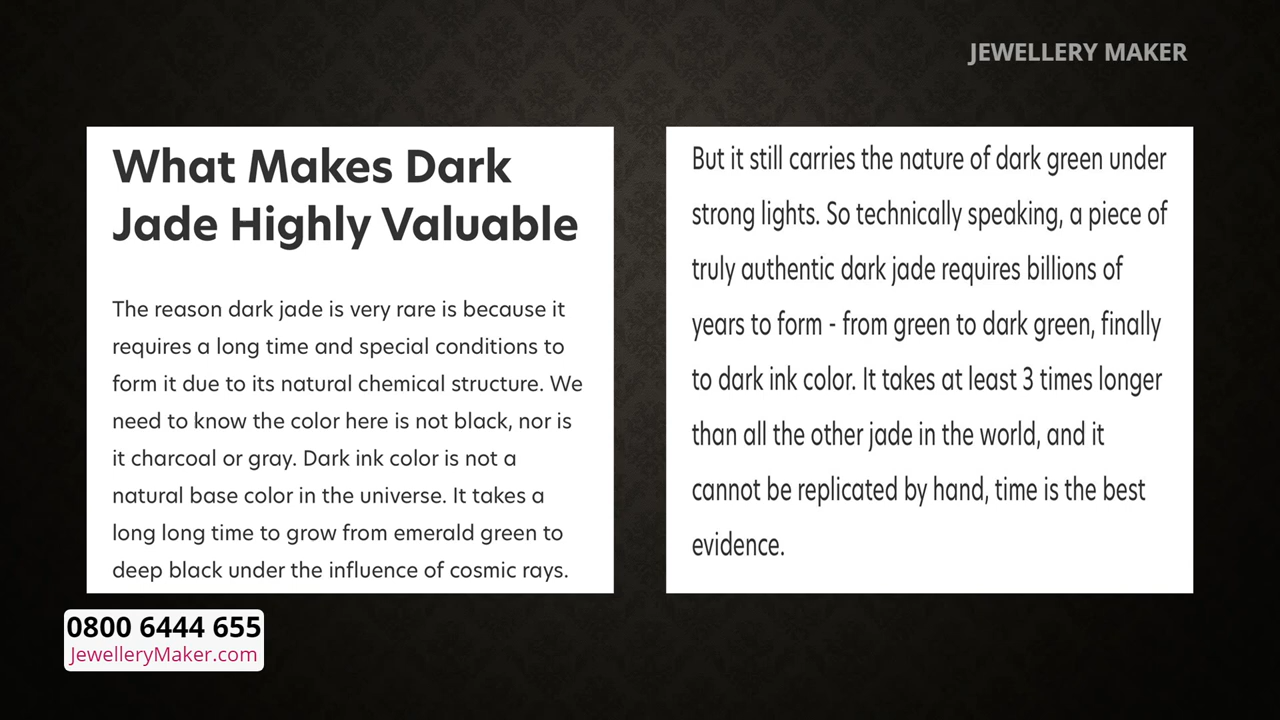 JEWELLERY MAKER
What Makes Dark
Jade Highly Valuable
The reason dark jade is very rare is because it
requires a long time and special conditions to
form it due to its natural chemical structure. We
need to know the color here is not black, nor is
it charcoal or gray. Dark ink color is not a
natural base color in the universe. It takes a
long long time to grow from emerald green to
deep black under the influence of cosmic rays.
But it still carries the nature of dark green under
strong lights. So technically speaking, a piece of
truly authentic dark jade requires billions of
years to form - from green to dark green, finally
to dark ink color. It takes at least 3 times longer
than all the other jade in the world, and it
cannot be replicated by hand, time is the best
evidence.
0800 6444 655
JewelleryMaker.com